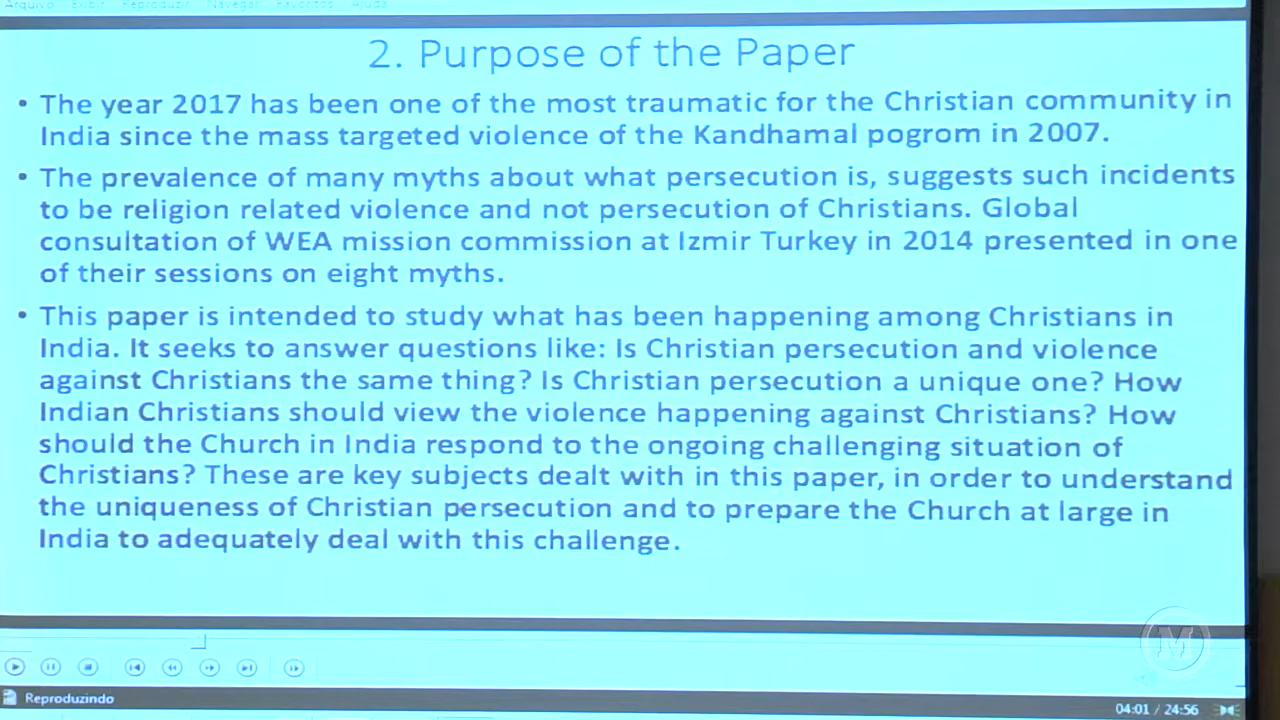 Arquivo Exibir Reproduzir Navegar Favoritos Ajuda
2. Purpose of the Paper
• The year 2017 has been one of the most traumatic for the Christian community in
India since the mass targeted violence of the Kandhamal pogrom in 2007.
• The prevalence of many myths about what persecution is, suggests such incidents
to be religion related violence and not persecution of Christians. Global
consultation of WEA mission commission at Izmir Turkey in 2014 presented in one
of their sessions on eight myths.
• This paper is intended to study what has been happening among Christians in
India. It seeks to answer questions like: Is Christian persecution and violence
against Christians the same thing? Is Christian persecution a unique one? How
Indian Christians should view the violence happening against Christians? How
should the Church in India respond to the ongoing challenging situation of
Christians? These are key subjects dealt with in this paper, in order to understand
the uniqueness of Christian persecution and to prepare the Church at large in
India to adequately deal with this challenge.
M
Reproduzindo
04:01 / 24:56